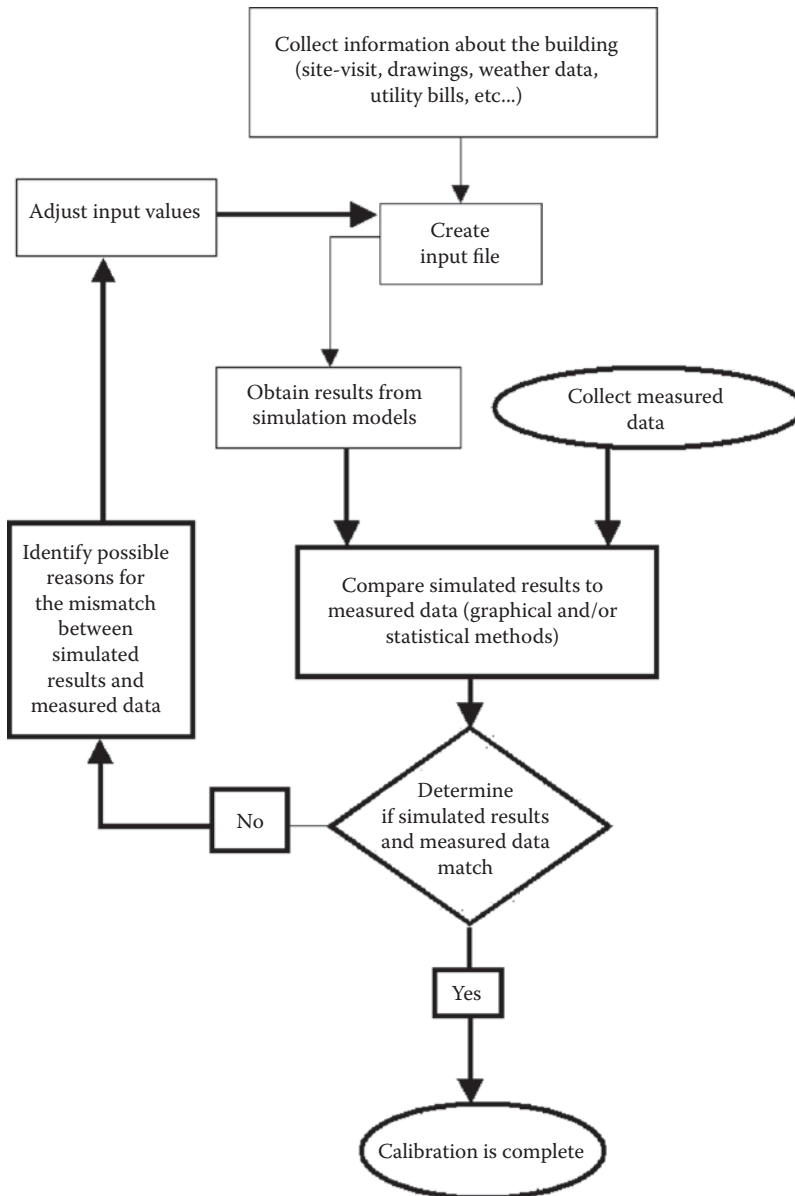 Collect information about the building
(site-visit, drawings, weather data,
utility bills, etc...)
Adjust input values
Create
input file
Obtain results from
simulation models
Collect measured
data
Identify possible
reasons for
the mismatch
between
simulated
results and
measured data
Compare simulated results to
measured data (graphical and/or
statistical methods)
Determine
if simulated results
and measured data
match
No
Yes
Calibration is complete